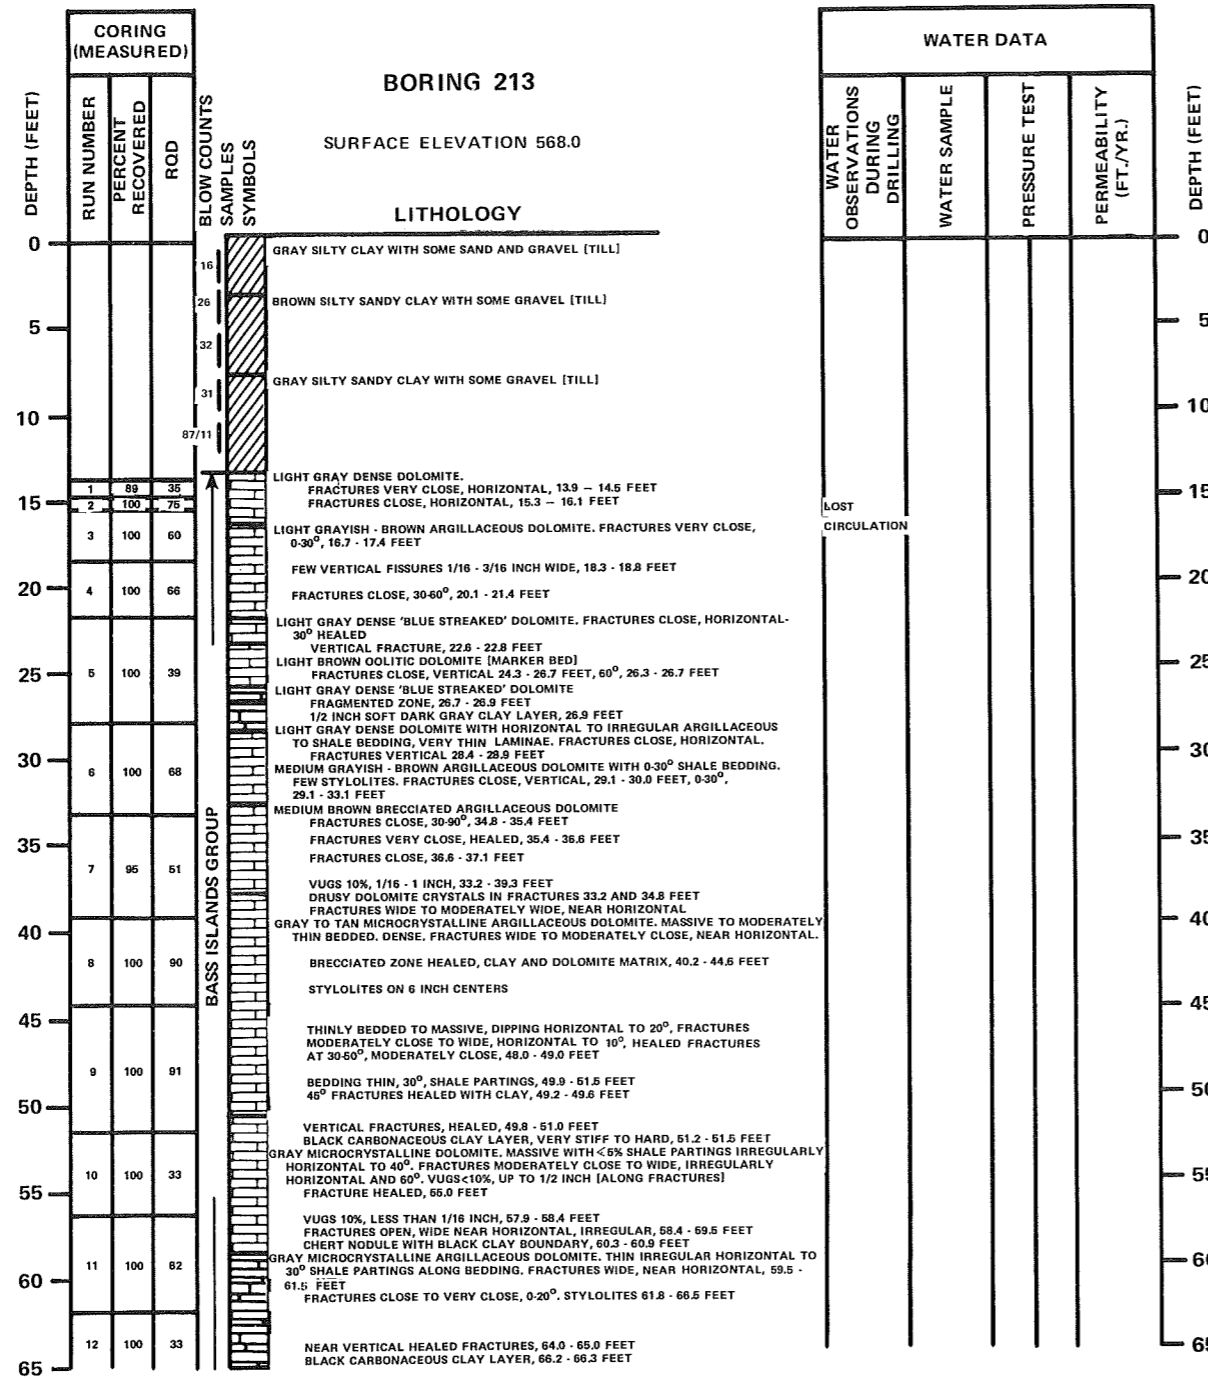 CORING
(MEASURED)
WATER DATA
BORING 213
SURFACE ELEVATION 568.0
LITHOLOGY
DEPTH (FEET)
RUN NUMBER
PERCENT
RECOVERED
RQD
BLOW COUNTS
SAMPLES
SYMBOLS
WATER
OBSERVATIONS
DURING
DRILLING
WATER SAMPLE
PRESSURE TEST
PERMEABILITY
(FT./YR.)
DEPTH (FEET)
0
GRAY SILTY CLAY WITH SOME SAND AND GRAVEL [TILL]
0
16
26
BROWN SILTY SANDY CLAY WITH SOME GRAVEL [TILL]
5
5
32
GRAY SILTY SANDY CLAY WITH SOME GRAVEL [TILL]
31
10
10
87/11
LIGHT GRAY DENSE DOLOMITE.
1 89 35
FRACTURES VERY CLOSE, HORIZONTAL, 13.9 – 14.5 FEET
15
15
2 100 75
FRACTURES CLOSE, HORIZONTAL, 15.3 – 16.1 FEET
LOST
CIRCULATION
3 100 60
LIGHT GRAYISH - BROWN ARGILLACEOUS DOLOMITE. FRACTURES VERY CLOSE,
0-30°, 16.7 - 17.4 FEET
FEW VERTICAL FISSURES 1/16 - 3/16 INCH WIDE, 18.3 - 18.8 FEET
20
20
4 100 66
FRACTURES CLOSE, 30-60°, 20.1 - 21.4 FEET
LIGHT GRAY DENSE 'BLUE STREAKED' DOLOMITE. FRACTURES CLOSE, HORIZONTAL-
30° HEALED
VERTICAL FRACTURE, 22.6 - 22.8 FEET
LIGHT BROWN OOLITIC DOLOMITE [MARKER BED]
25
25
5 100 39
FRACTURES CLOSE, VERTICAL 24.3 - 26.7 FEET, 60°, 26.3 - 26.7 FEET
LIGHT GRAY DENSE 'BLUE STREAKED' DOLOMITE
FRAGMENTED ZONE, 26.7 - 26.9 FEET
1/2 INCH SOFT DARK GRAY CLAY LAYER, 26.9 FEET
LIGHT GRAY DENSE DOLOMITE WITH HORIZONTAL TO IRREGULAR ARGILLACEOUS
TO SHALE BEDDING, VERY THIN LAMINAE. FRACTURES CLOSE, HORIZONTAL.
FRACTURES VERTICAL 28.4 - 28.9 FEET
30
30
6 100 68
MEDIUM GRAYISH - BROWN ARGILLACEOUS DOLOMITE WITH 0-30° SHALE BEDDING.
FEW STYLOLITES. FRACTURES CLOSE, VERTICAL, 29.1 - 30.0 FEET, 0-30°,
29.1 - 33.1 FEET
MEDIUM BROWN BRECCIATED ARGILLACEOUS DOLOMITE
FRACTURES CLOSE, 30-90°, 34.8 - 35.4 FEET
FRACTURES VERY CLOSE, HEALED, 35.4 - 36.6 FEET
35
35
FRACTURES CLOSE, 36.6 - 37.1 FEET
7 95 51
VUGS 10%, 1/16 - 1 INCH, 33.2 - 39.3 FEET
DRUSY DOLOMITE CRYSTALS IN FRACTURES 33.2 AND 34.8 FEET
FRACTURES WIDE TO MODERATELY WIDE, NEAR HORIZONTAL
BASS ISLANDS GROUP
GRAY TO TAN MICROCRYSTALLINE ARGILLACEOUS DOLOMITE. MASSIVE TO MODERATELY
THIN BEDDED. DENSE. FRACTURES WIDE TO MODERATELY CLOSE, NEAR HORIZONTAL.
40
40
8 100 90
BRECCIATED ZONE HEALED, CLAY AND DOLOMITE MATRIX, 40.2 - 44.6 FEET
STYLOLITES ON 6 INCH CENTERS
45
45
THINLY BEDDED TO MASSIVE, DIPPING HORIZONTAL TO 20°, FRACTURES
MODERATELY CLOSE TO WIDE, HORIZONTAL TO 10°, HEALED FRACTURES
AT 30-50°, MODERATELY CLOSE, 48.0 - 49.0 FEET
9 100 91
BEDDING THIN, 30°, SHALE PARTINGS, 49.9 - 51.5 FEET
45° FRACTURES HEALED WITH CLAY, 49.2 - 49.6 FEET
50
50
VERTICAL FRACTURES, HEALED, 49.8 - 51.0 FEET
BLACK CARBONACEOUS CLAY LAYER, VERY STIFF TO HARD, 51.2 - 51.5 FEET
GRAY MICROCRYSTALLINE DOLOMITE. MASSIVE WITH <5% SHALE PARTINGS IRREGULARLY
HORIZONTAL TO 40°. FRACTURES MODERATELY CLOSE TO WIDE, IRREGULARLY
10 100 33
HORIZONTAL AND 60°. VUGS<10%, UP TO 1/2 INCH [ALONG FRACTURES]
FRACTURE HEALED, 55.0 FEET
55
55
VUGS 10%, LESS THAN 1/16 INCH, 57.9 - 58.4 FEET
FRACTURES OPEN, WIDE NEAR HORIZONTAL, IRREGULAR, 58.4 - 59.5 FEET
CHERT NODULE WITH BLACK CLAY BOUNDARY, 60.3 - 60.9 FEET
GRAY MICROCRYSTALLINE ARGILLACEOUS DOLOMITE. THIN IRREGULAR HORIZONTAL TO
11 100 62
30° SHALE PARTINGS ALONG BEDDING. FRACTURES WIDE, NEAR HORIZONTAL, 59.5 -
61.5 FEET
60
60
FRACTURES CLOSE TO VERY CLOSE, 0-20°. STYLOLITES 61.8 - 66.5 FEET
12 100 33
NEAR VERTICAL HEALED FRACTURES, 64.0 - 65.0 FEET
BLACK CARBONACEOUS CLAY LAYER, 66.2 - 66.3 FEET
65
65